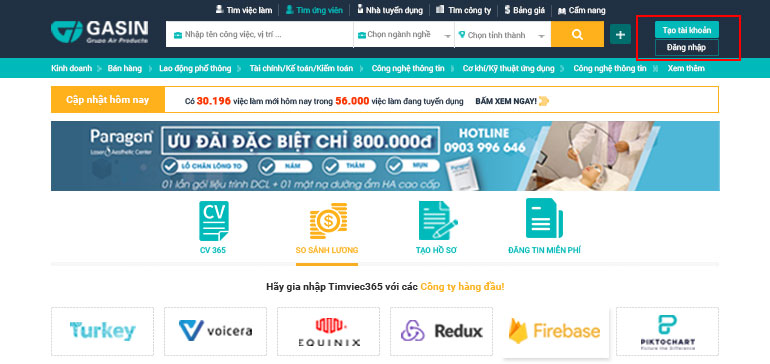 Tìm việc làm
Tìm ứng viên
Nhà tuyển dụng
Tìm công ty
Bảng giá
Cẩm nang
GASIN
Grupo Air Products
Nhập tên công việc, vị trí ...
Chọn ngành nghề
Chọn tỉnh thành
Tạo tài khoản
Đăng nhập
Kinh doanh
Bán hàng
Lao động phổ thông
Tài chính/Kế toán/Kiểm toán
Công nghệ thông tin
Cơ khí/Kỹ thuật ứng dụng
Công nghệ thông tin
Xem thêm
Cập nhật hôm nay
Có 30.196 việc làm mới hôm nay trong 56.000 việc làm đang tuyển dụng
BẤM XEM NGAY!
Paragon
Laser & Aesthetic Center
ƯU ĐÃI ĐẶC BIỆT CHỈ 800.000đ
HOTLINE
0903 996 646
LỖ CHÂN LÔNG TO
NÁM
THÂM
MỤN
01 lần gói liệu trình DCL + 01 mặt nạ dưỡng ẩm HA cao cấp
Paragon
CV
CV 365
SO SÁNH LƯƠNG
TẠO HỒ SƠ
ĐĂNG TIN MIỄN PHÍ
Hãy gia nhập Timviec365 với các Công ty hàng đầu!
Turkey
voicera
EQUINIX
Redux
Firebase
PIKTOCHART